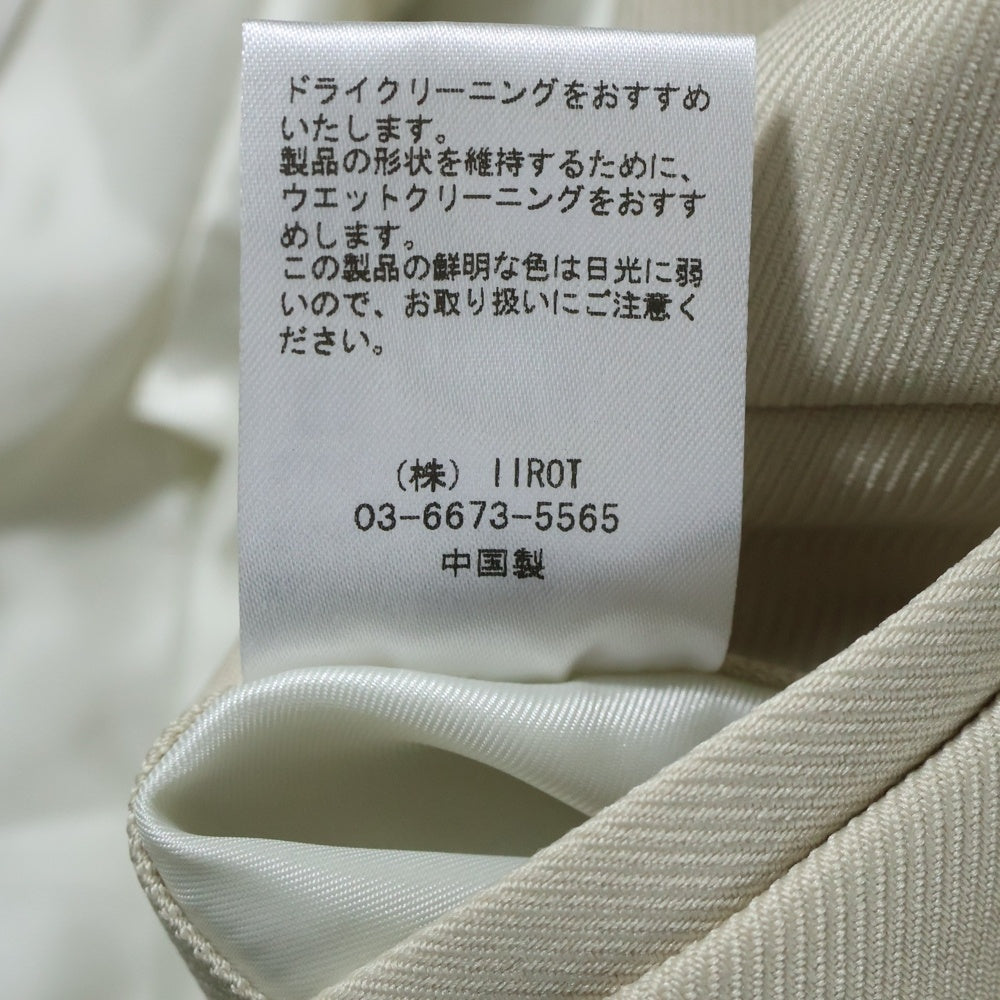 ドライクリーニングをおすすめ
いたします。
製品の形状を維持するために、
ウエットクリーニングをおすす
めします。
この製品の鮮明な色は日光に弱
いので、お取り扱いにご注意く
ださい。
(株) IIROT
03-6673-5565
中国製